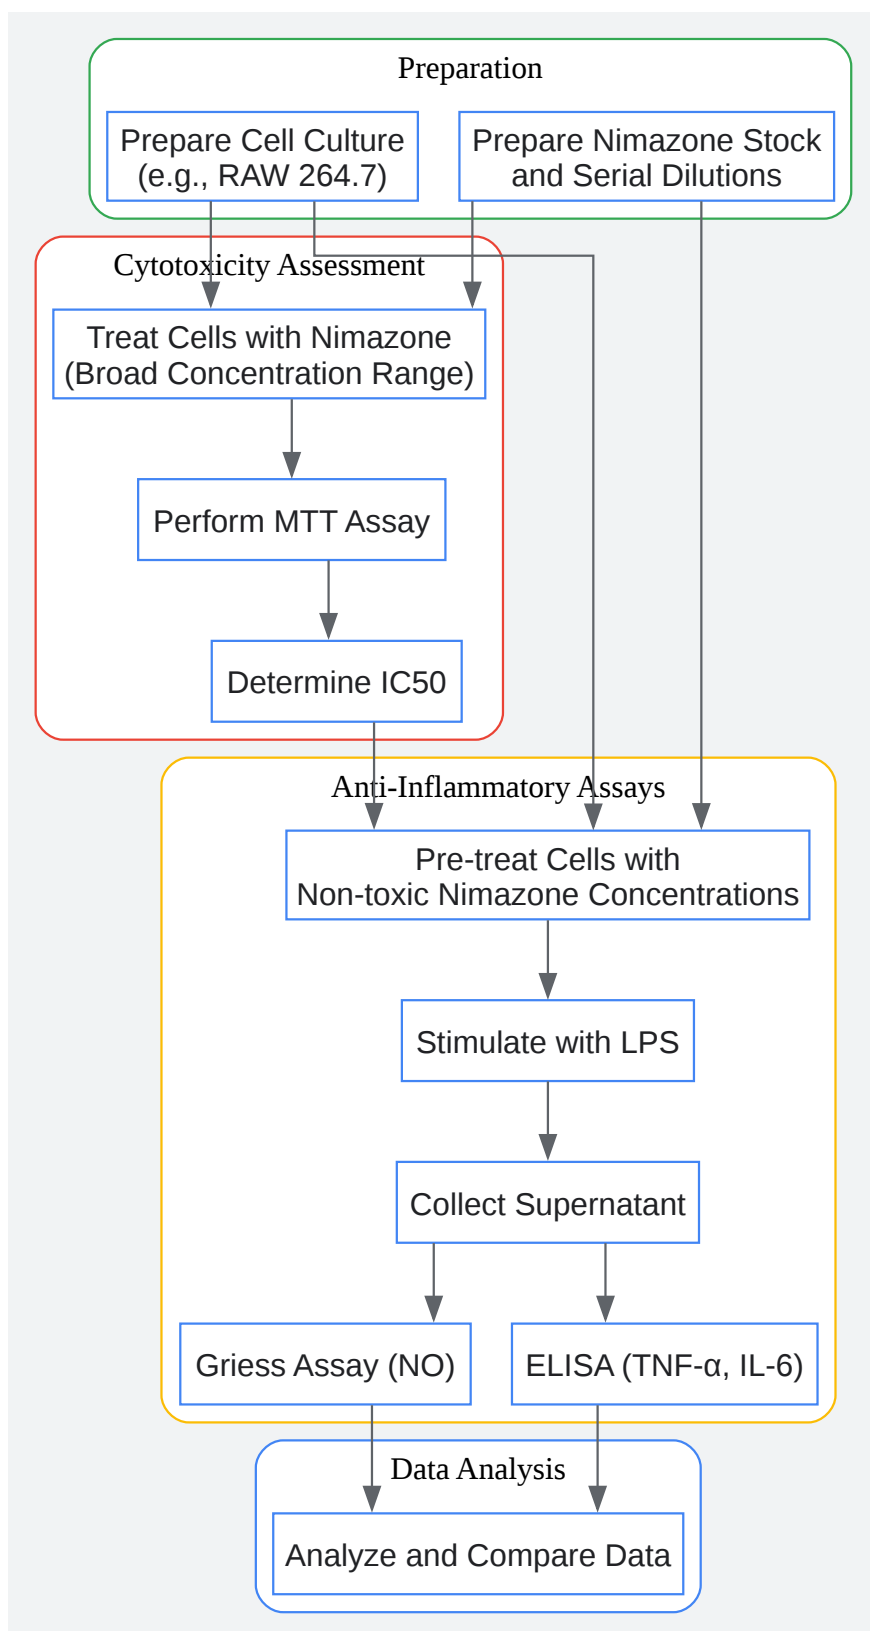 Preparation
Prepare Cell Culture
(e.g., RAW 264.7)
Prepare Nimazone Stock
and Serial Dilutions
Cytotoxicity Assessment
Treat Cells with Nimazone
(Broad Concentration Range)
Perform MTT Assay
Determine IC50
Anti-Inflammatory Assays
Pre-treat Cells with
Non-toxic Nimazone Concentrations
Stimulate with LPS
Collect Supernatant
Griess Assay (NO)
ELISA (TNF-α, IL-6)
Data Analysis
Analyze and Compare Data